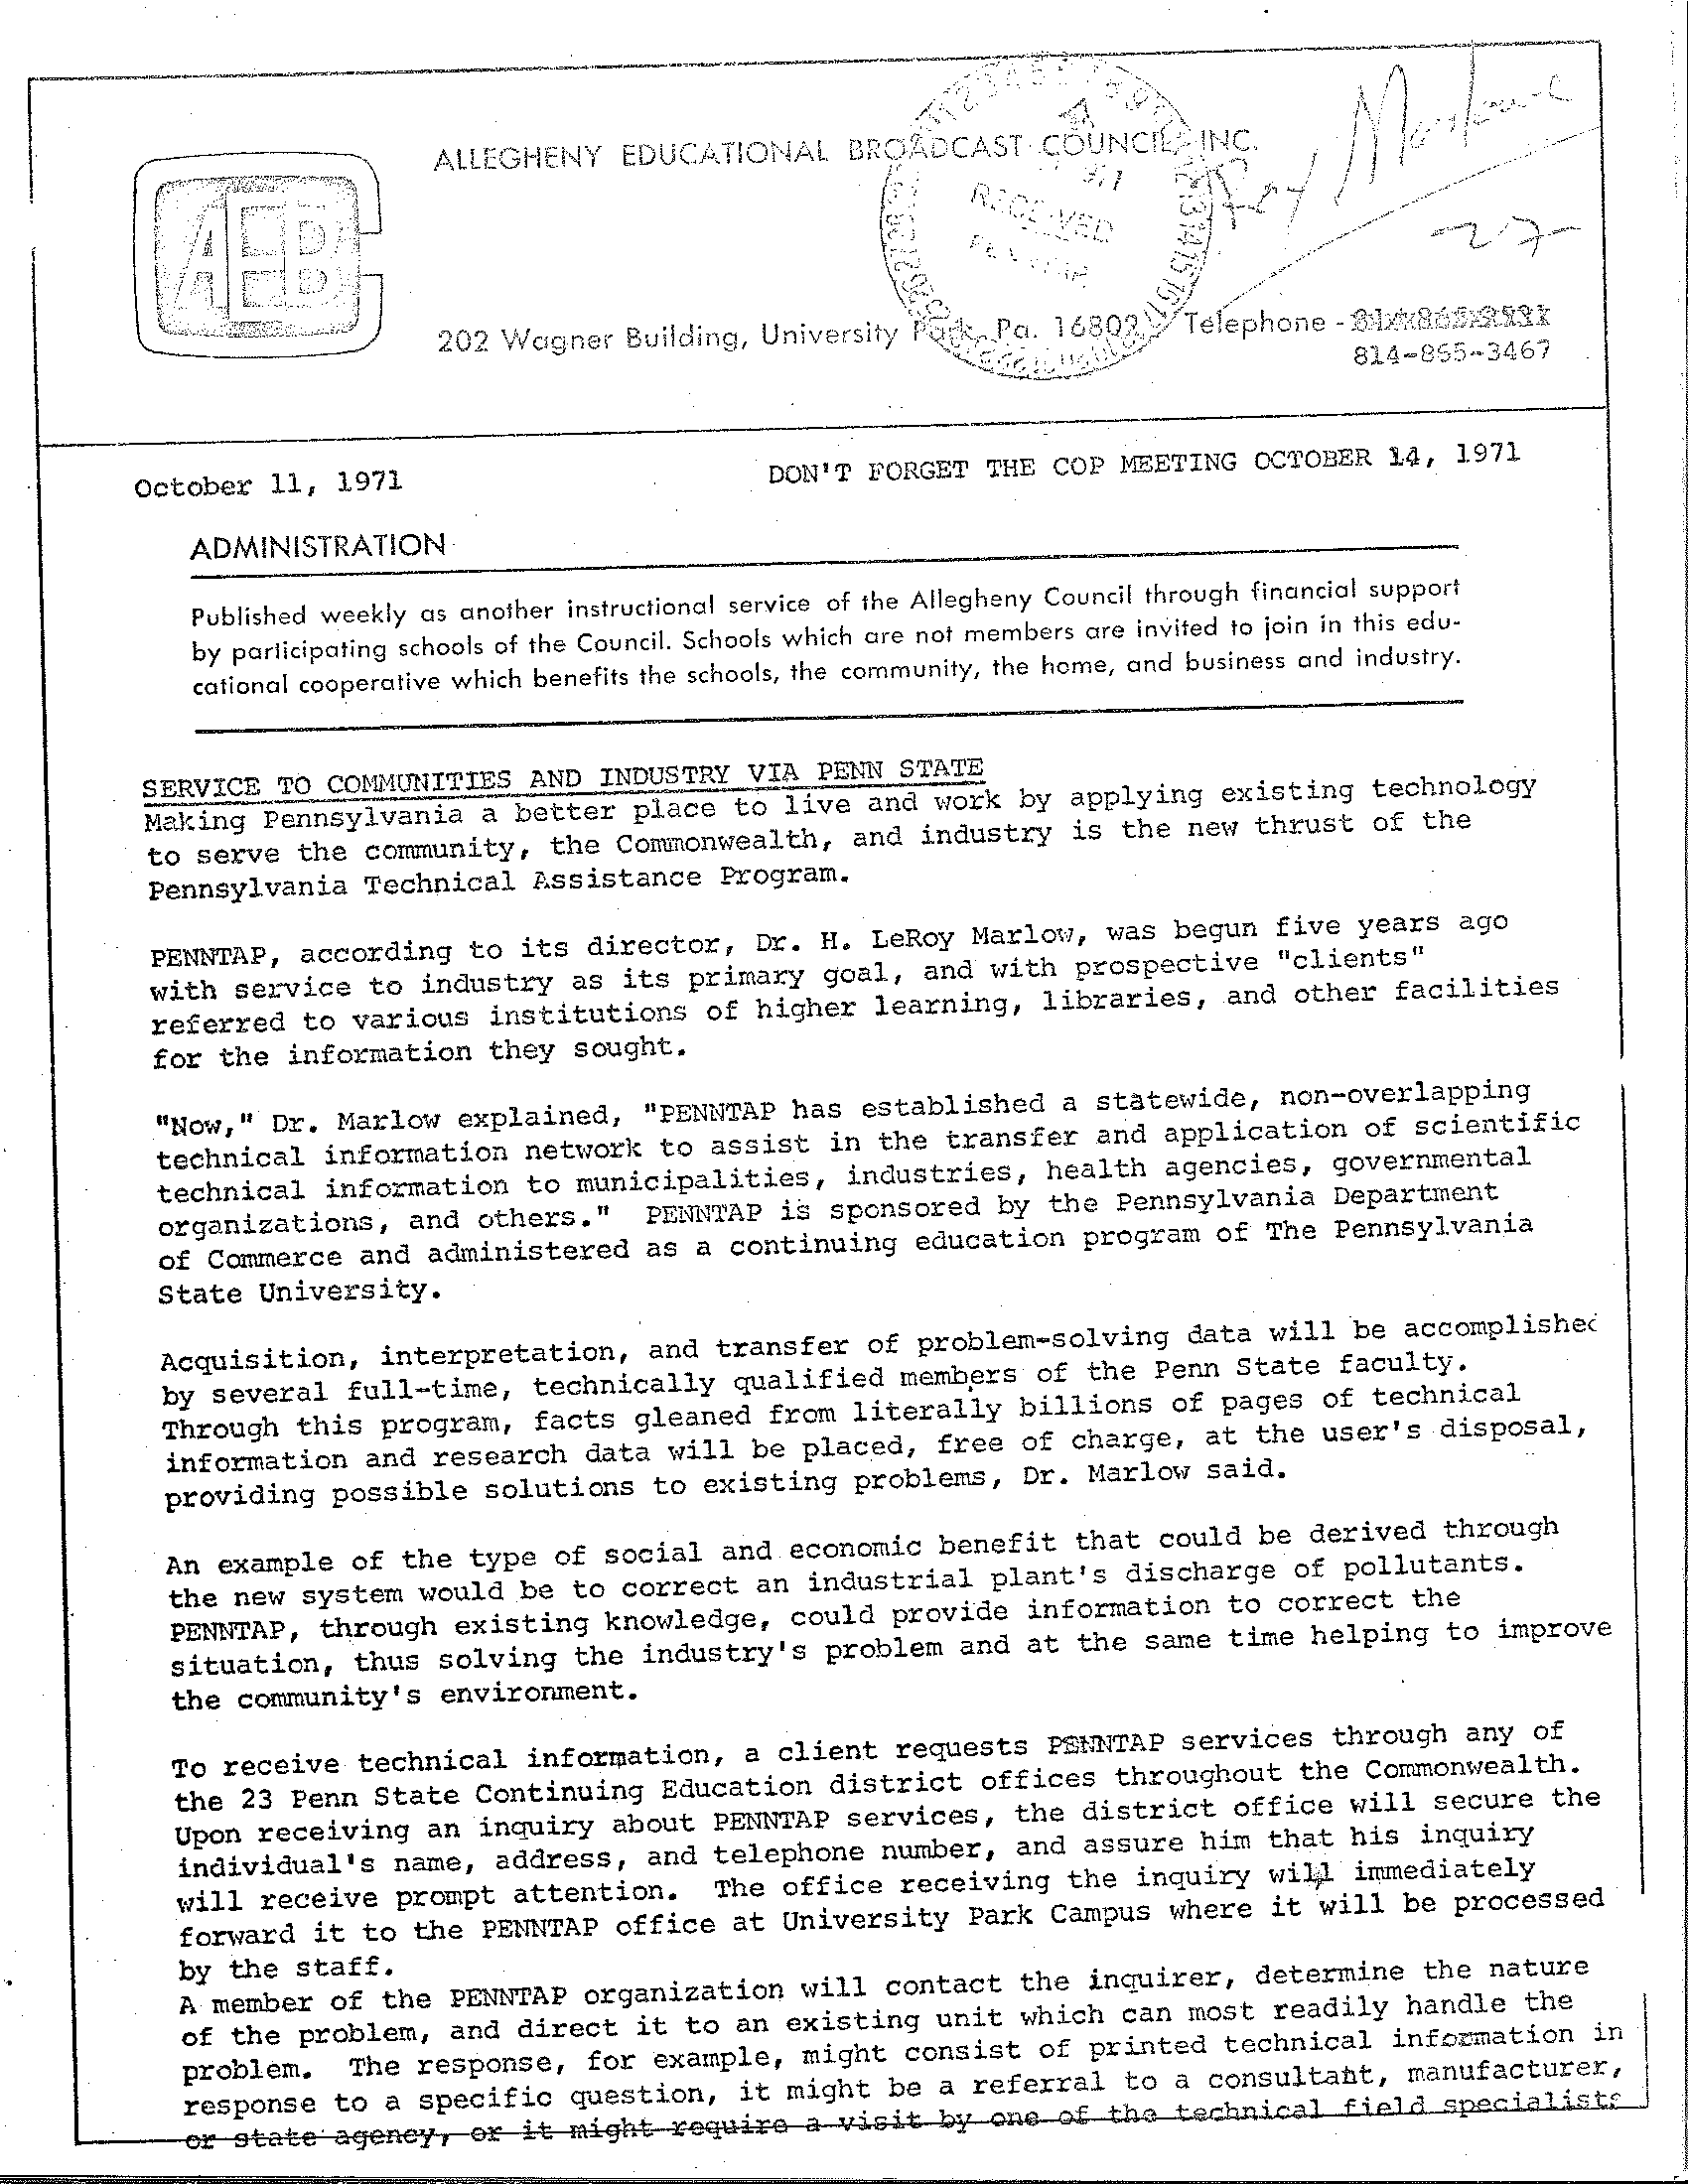 ALLEGHENY EDUCATIONAL BROADCAST COUNCIL, INC.
AEBC
RECEIVED
PENNTAP
Roy Marlowe
27
202 Wagner Building, University Park, Pa. 16802 Telephone -
814-865-3467
October 11, 1971 DON'T FORGET THE COP MEETING OCTOBER 14, 1971
ADMINISTRATION
Published weekly as another instructional service of the Allegheny Council through financial support
by participating schools of the Council. Schools which are not members are invited to join in this edu-
cational cooperative which benefits the schools, the community, the home, and business and industry.
SERVICE TO COMMUNITIES AND INDUSTRY VIA PENN STATE
Making Pennsylvania a better place to live and work by applying existing technology
to serve the community, the Commonwealth, and industry is the new thrust of the
Pennsylvania Technical Assistance Program.
PENNTAP, according to its director, Dr. H. LeRoy Marlow, was begun five years ago
with service to industry as its primary goal, and with prospective "clients"
referred to various institutions of higher learning, libraries, and other facilities
for the information they sought.
"Now," Dr. Marlow explained, "PENNTAP has established a statewide, non-overlapping
technical information network to assist in the transfer and application of scientific
technical information to municipalities, industries, health agencies, governmental
organizations, and others." PENNTAP is sponsored by the Pennsylvania Department
of Commerce and administered as a continuing education program of The Pennsylvania
State University.
Acquisition, interpretation, and transfer of problem-solving data will be accomplished
by several full-time, technically qualified members of the Penn State faculty.
Through this program, facts gleaned from literally billions of pages of technical
information and research data will be placed, free of charge, at the user's disposal,
providing possible solutions to existing problems, Dr. Marlow said.
An example of the type of social and economic benefit that could be derived through
the new system would be to correct an industrial plant's discharge of pollutants.
PENNTAP, through existing knowledge, could provide information to correct the
situation, thus solving the industry's problem and at the same time helping to improve
the community's environment.
To receive technical information, a client requests PENNTAP services through any of
the 23 Penn State Continuing Education district offices throughout the Commonwealth.
Upon receiving an inquiry about PENNTAP services, the district office will secure the
individual's name, address, and telephone number, and assure him that his inquiry
will receive prompt attention. The office receiving the inquiry will immediately
forward it to the PENNTAP office at University Park Campus where it will be processed
by the staff.
A member of the PENNTAP organization will contact the inquirer, determine the nature
of the problem, and direct it to an existing unit which can most readily handle the
problem. The response, for example, might consist of printed technical information in
response to a specific question, it might be a referral to a consultant, manufacturer,
or state agency, or it might require a visit by one of the technical field specialists